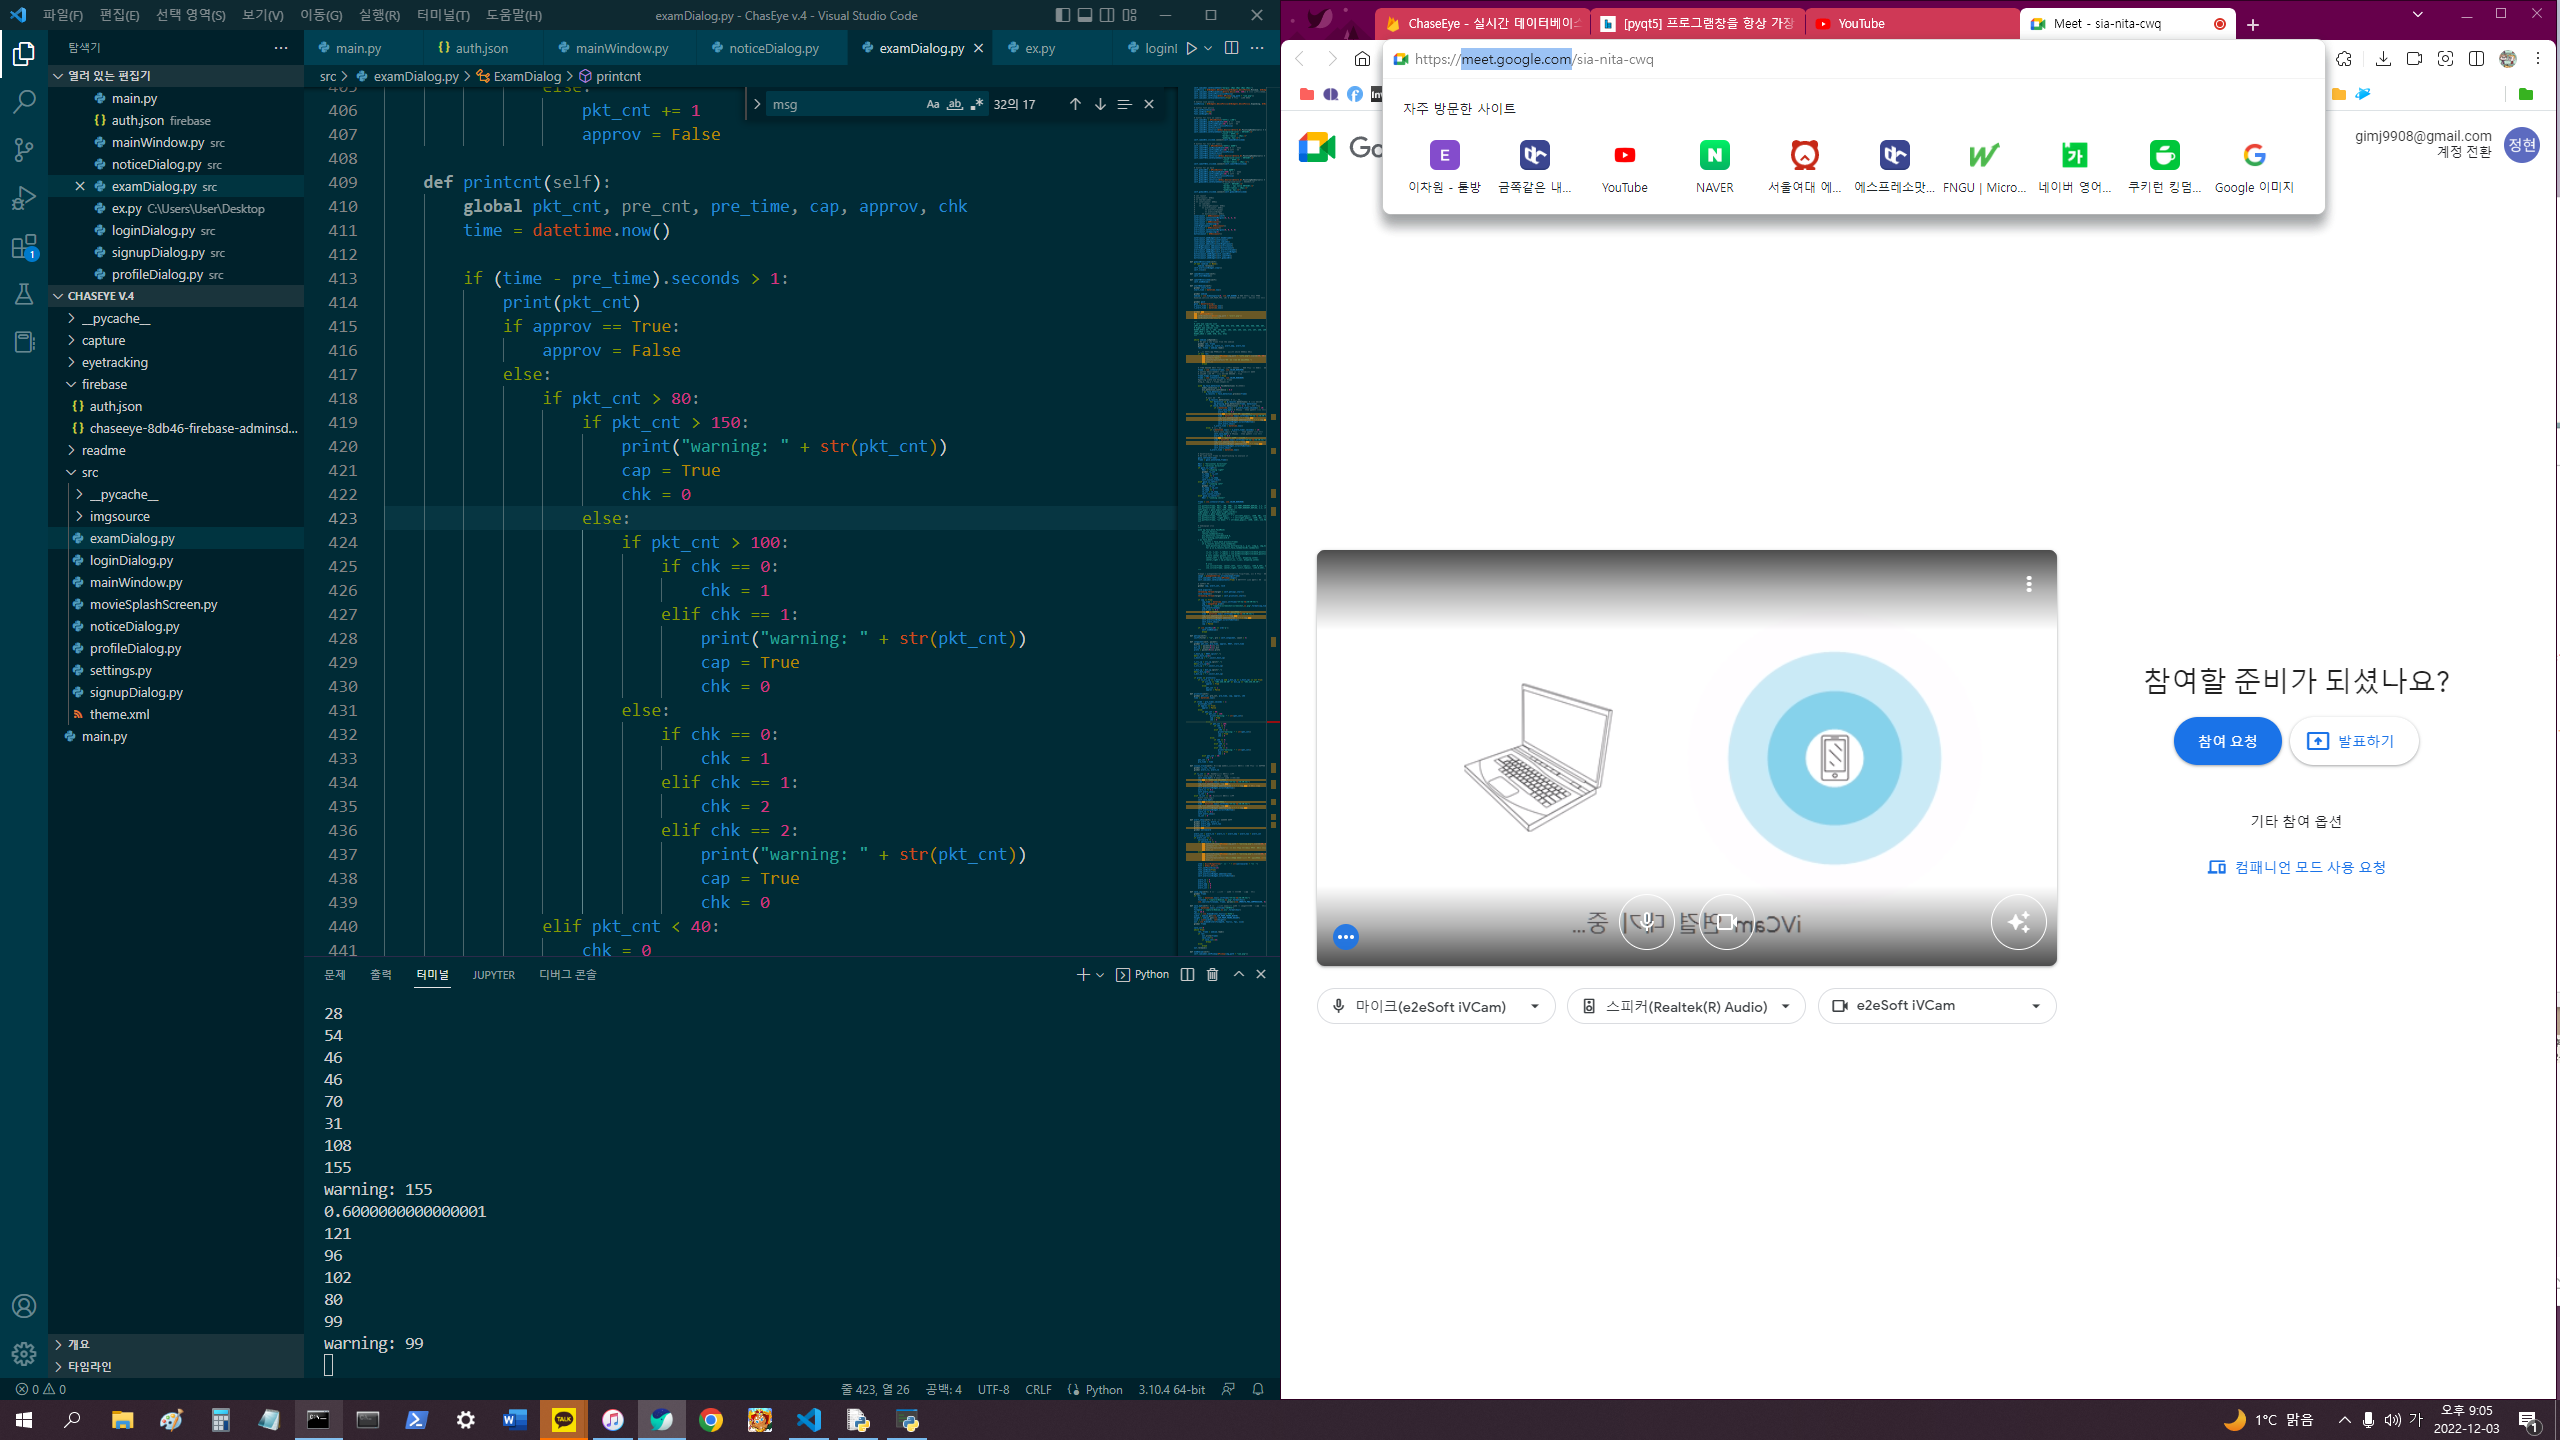 파일(F) 편집(E) 선택 영역(S) 보기(V) 이동(G) 실행(R) 터미널(T) 도움말(H)
examDialog.py - ChasEye v.4 - Visual Studio Code
탐색기
열려 있는 편집기
main.py
auth.json firebase
mainWindow.py src
noticeDialog.py src
examDialog.py src
ex.py C:\Users\User\Desktop
loginDialog.py src
signupDialog.py src
profileDialog.py src
CHASEYE V.4
__pycache__
capture
eyetracking
firebase
auth.json
chaseeye-8db46-firebase-adminsd...
readme
src
__pycache__
imgsource
examDialog.py
loginDialog.py
mainWindow.py
movieSplashScreen.py
noticeDialog.py
profileDialog.py
settings.py
signupDialog.py
theme.xml
main.py
개요
타임라인
main.py auth.json mainWindow.py noticeDialog.py examDialog.py ex.py loginI
src > examDialog.py > ExamDialog > printcnt
msg
Aa ab .* 32의 17
405 else:
406 pkt_cnt += 1
407 approv = False
408
409 def printcnt(self):
410 global pkt_cnt, pre_cnt, pre_time, cap, approv, chk
411 time = datetime.now()
412
413 if (time - pre_time).seconds > 1:
414 print(pkt_cnt)
415 if approv == True:
416 approv = False
417 else:
418 if pkt_cnt > 80:
419 if pkt_cnt > 150:
420 print("warning: " + str(pkt_cnt))
421 cap = True
422 chk = 0
423 else:
424 if pkt_cnt > 100:
425 if chk == 0:
426 chk = 1
427 elif chk == 1:
428 print("warning: " + str(pkt_cnt))
429 cap = True
430 chk = 0
431 else:
432 if chk == 0:
433 chk = 1
434 elif chk == 1:
435 chk = 2
436 elif chk == 2:
437 print("warning: " + str(pkt_cnt))
438 cap = True
439 chk = 0
440 elif pkt_cnt < 40:
441 chk = 0
문제 출력 터미널 JUPYTER 디버그 콘솔
Python
28
54
46
46
70
31
108
155
warning: 155
0.6000000000000001
121
96
102
80
99
warning: 99
0 0
줄 423, 열 26 공백: 4 UTF-8 CRLF Python 3.10.4 64-bit
ChaseEye - 실시간 데이터베이스
[pyqt5] 프로그램창을 항상 가장
YouTube
Meet - sia-nita-cwq
https://meet.google.com/sia-nita-cwq
자주 방문한 사이트
이차원 - 툴방
금쪽같은 내...
YouTube
NAVER
서울여대 에...
에스프레소맛...
FNGU | Micro...
네이버 영어...
쿠키런 킹덤...
Google 이미지
Go
gimj9908@gmail.com
계정 전환
정현
iVCam 연결 대기 중...
마이크(e2eSoft iVCam)
스피커(Realtek(R) Audio)
e2eSoft iVCam
참여할 준비가 되셨나요?
참여 요청
발표하기
기타 참여 옵션
컴패니언 모드 사용 요청
1°C 맑음
가
오후 9:05
2022-12-03
1